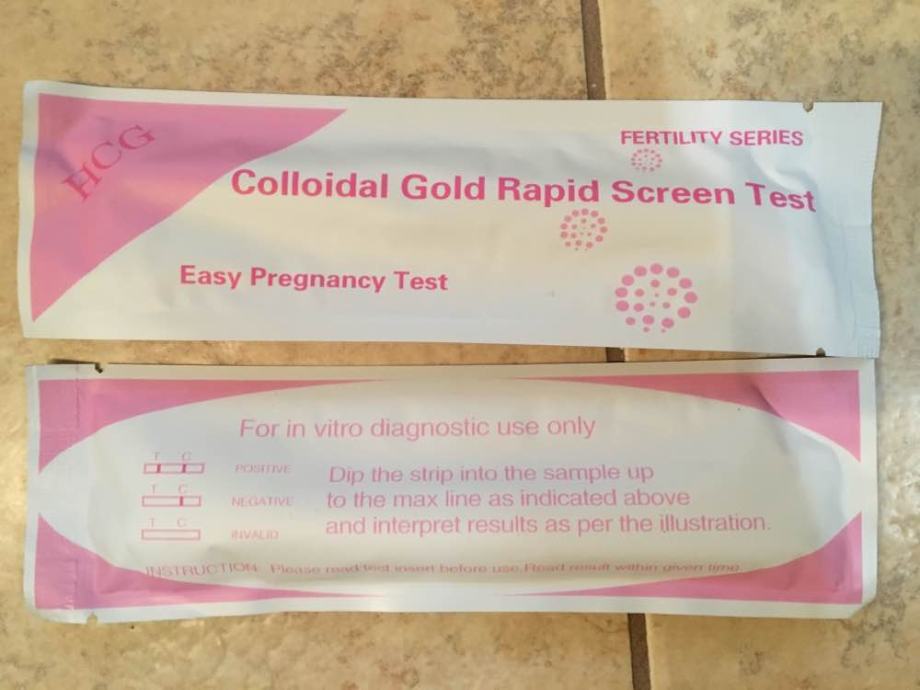 HCG
FERTILITY SERIES
Colloidal Gold Rapid Screen Test
Easy Pregnancy Test
For in vitro diagnostic use only
T C
POSITIVE
T C
NEGATIVE
T C
INVALID
Dip the strip into the sample up
to the max line as indicated above
and interpret results as per the illustration.
INSTRUCTION: Please read test insert before use.Read result within given time.